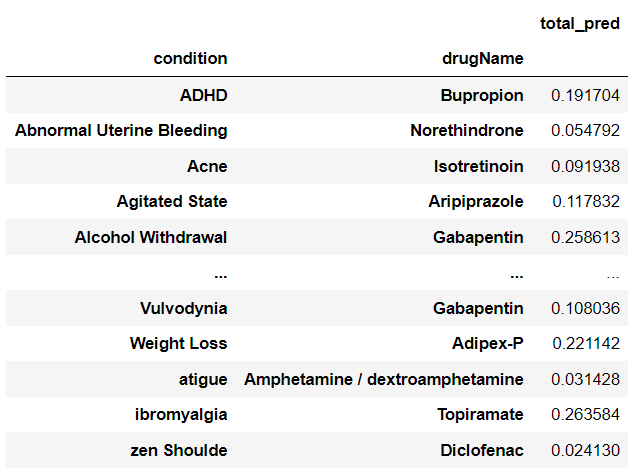 total_pred
condition drugName
ADHD Bupropion 0.191704
Abnormal Uterine Bleeding Norethindrone 0.054792
Acne Isotretinoin 0.091938
Agitated State Aripiprazole 0.117832
Alcohol Withdrawal Gabapentin 0.258613
... ... ...
Vulvodynia Gabapentin 0.108036
Weight Loss Adipex-P 0.221142
atigue Amphetamine / dextroamphetamine 0.031428
ibromyalgia Topiramate 0.263584
zen Shoulde Diclofenac 0.024130